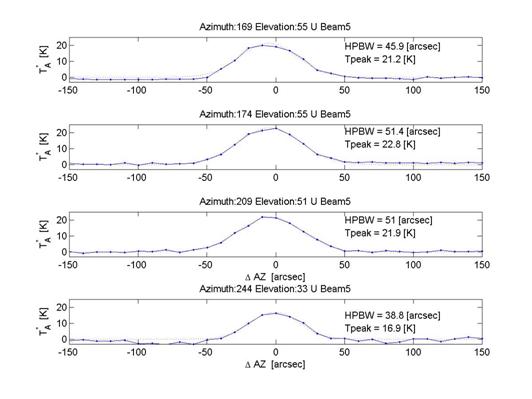 Azimuth:169 Elevation:55 U Beam5
T*A [K]
20
10
0
HPBW = 45.9 [arcsec]
Tpeak = 21.2 [K]
-150 -100 -50 0 50 100 150
Azimuth:174 Elevation:55 U Beam5
T*A [K]
20
10
0
HPBW = 51.4 [arcsec]
Tpeak = 22.8 [K]
-150 -100 -50 0 50 100 150
Azimuth:209 Elevation:51 U Beam5
T*A [K]
20
10
0
HPBW = 51 [arcsec]
Tpeak = 21.9 [K]
-150 -100 -50 0 50 100 150
Δ AZ [arcsec]
Azimuth:244 Elevation:33 U Beam5
T*A [K]
20
10
0
HPBW = 38.8 [arcsec]
Tpeak = 16.9 [K]
-150 -100 -50 0 50 100 150
Δ AZ [arcsec]